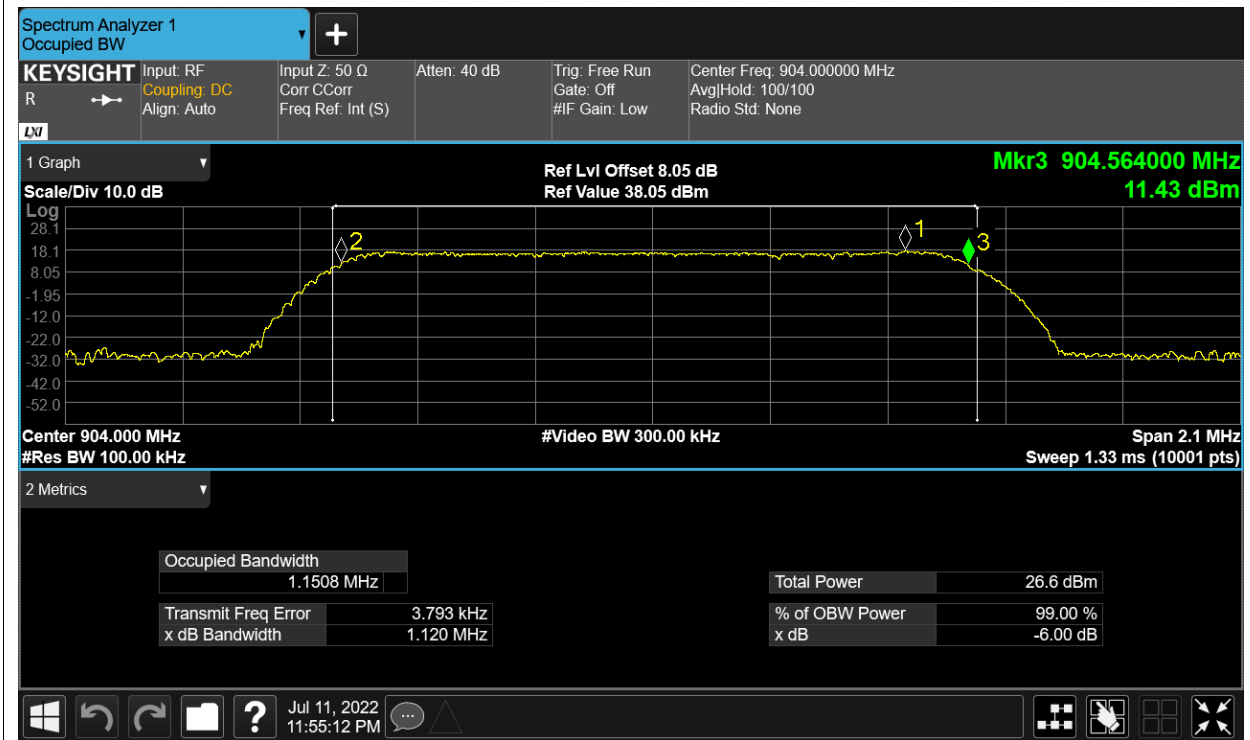 Spectrum Analyzer 1
Occupied BW
KEYSIGHT
R
LXI
Input: RF
Coupling: DC
Align: Auto
Input Z: 50 Ω
Corr CCorr
Freq Ref: Int (S)
Atten: 40 dB
Trig: Free Run
Gate: Off
#IF Gain: Low
Center Freq: 904.000000 MHz
Avg|Hold: 100/100
Radio Std: None
1 Graph
Scale/Div 10.0 dB
Ref Lvl Offset 8.05 dB
Ref Value 38.05 dBm
Mkr3 904.564000 MHz
11.43 dBm
Log
28.1
18.1
8.05
-1.95
-12.0
-22.0
-32.0
-42.0
-52.0
2
1
3
Center 904.000 MHz
#Video BW 300.00 kHz
Span 2.1 MHz
#Res BW 100.00 kHz
Sweep 1.33 ms (10001 pts)
2 Metrics
Occupied Bandwidth
1.1508 MHz
Total Power 26.6 dBm
Transmit Freq Error 3.793 kHz
% of OBW Power 99.00 %
x dB Bandwidth 1.120 MHz
x dB -6.00 dB
?
Jul 11, 2022
11:55:12 PM